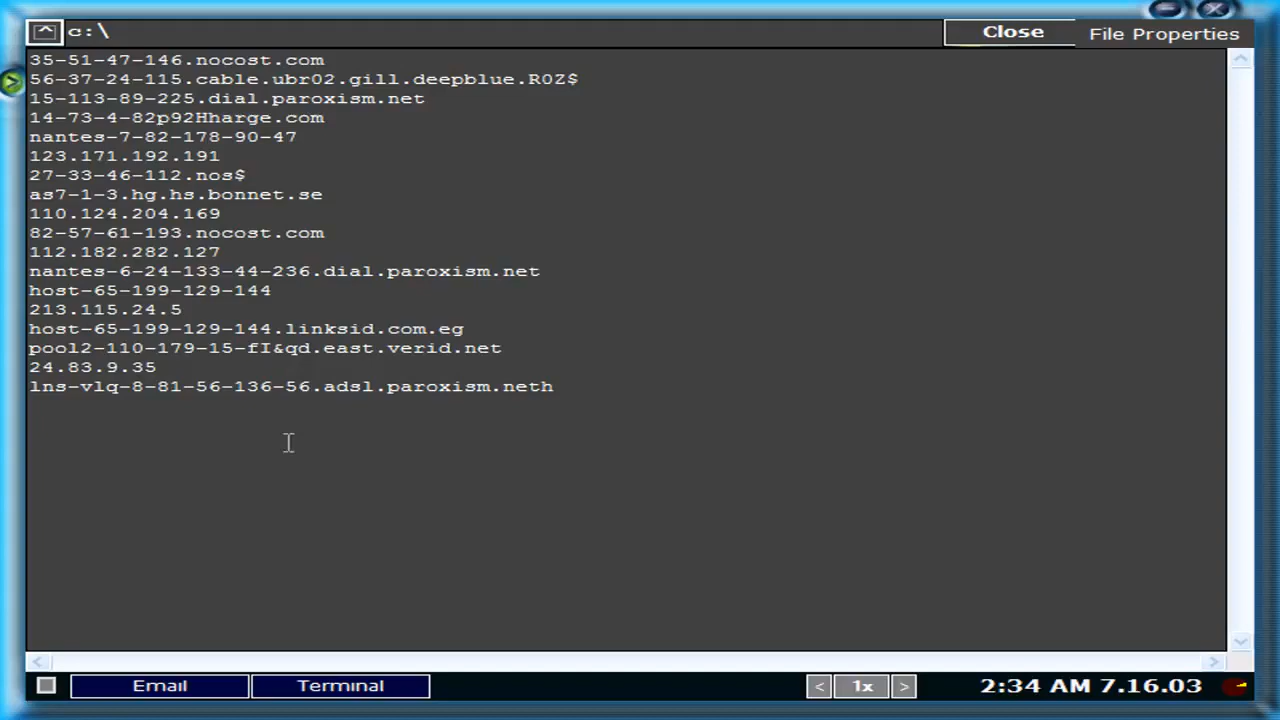 c:\
Close
File Properties
35-51-47-146.nocost.com
56-37-24-115.cable.ubr02.gill.deepblue.R0Z$
15-113-89-225.dial.paroxism.net
14-73-4-82p92Hharge.com
nantes-7-82-178-90-47
123.171.192.191
27-33-46-112.nos$
as7-1-3.hg.hs.bonnet.se
110.124.204.169
82-57-61-193.nocost.com
112.182.282.127
nantes-6-24-133-44-236.dial.paroxism.net
host-65-199-129-144
213.115.24.5
host-65-199-129-144.linksid.com.eg
pool2-110-179-15-fI&qd.east.verid.net
24.83.9.35
lns-vlq-8-81-56-136-56.adsl.paroxism.neth
Email
Terminal
< 1x >
2:34 AM 7.16.03